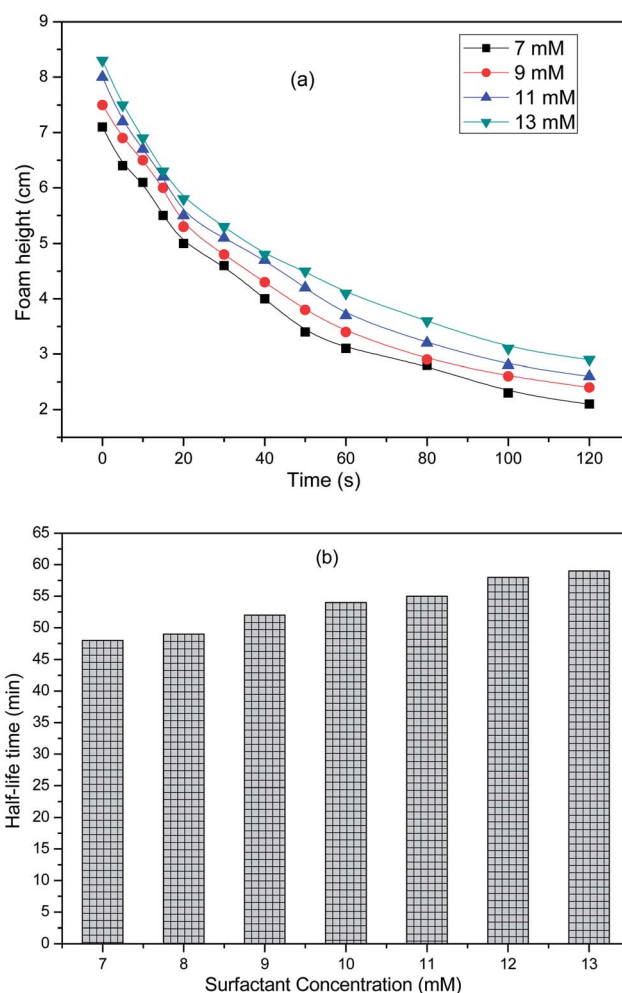 (a)
7 mM
9 mM
11 mM
13 mM
Foam height (cm)
9
8
7
6
5
4
3
2
0 20 40 60 80 100 120
Time (s)
(b)
Half-life time (min)
65
60
55
50
45
40
35
30
25
20
15
10
5
0
7 8 9 10 11 12 13
Surfactant Concentration (mM)